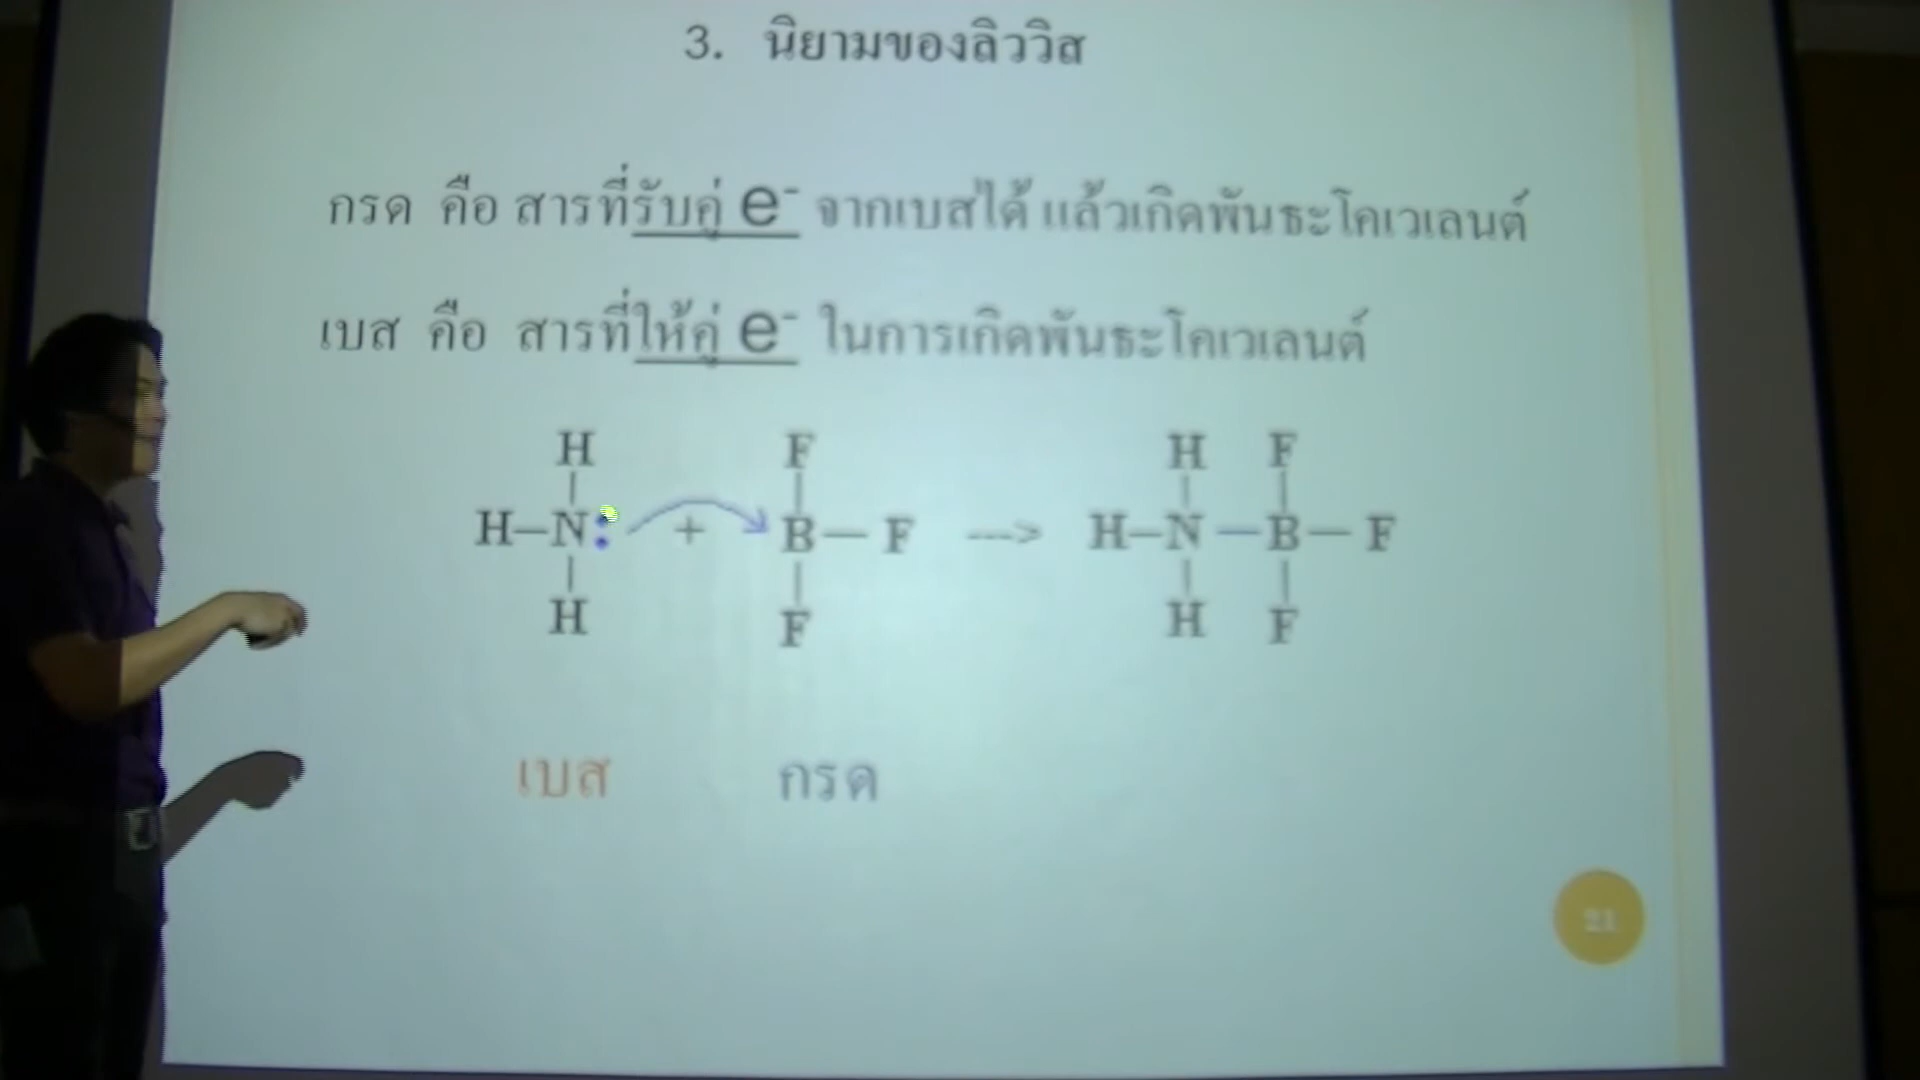 3. นิยามของลิววิส
กรด คือ สารที่รับคู่ e⁻ จากเบสได้ แล้วเกิดพันธะโคเวเลนต์
เบส คือ สารที่ให้คู่ e⁻ ในการเกิดพันธะโคเวเลนต์
H F H F
H–N: + B–F ---> H–N–B–F
H F H F
เบส กรด
21